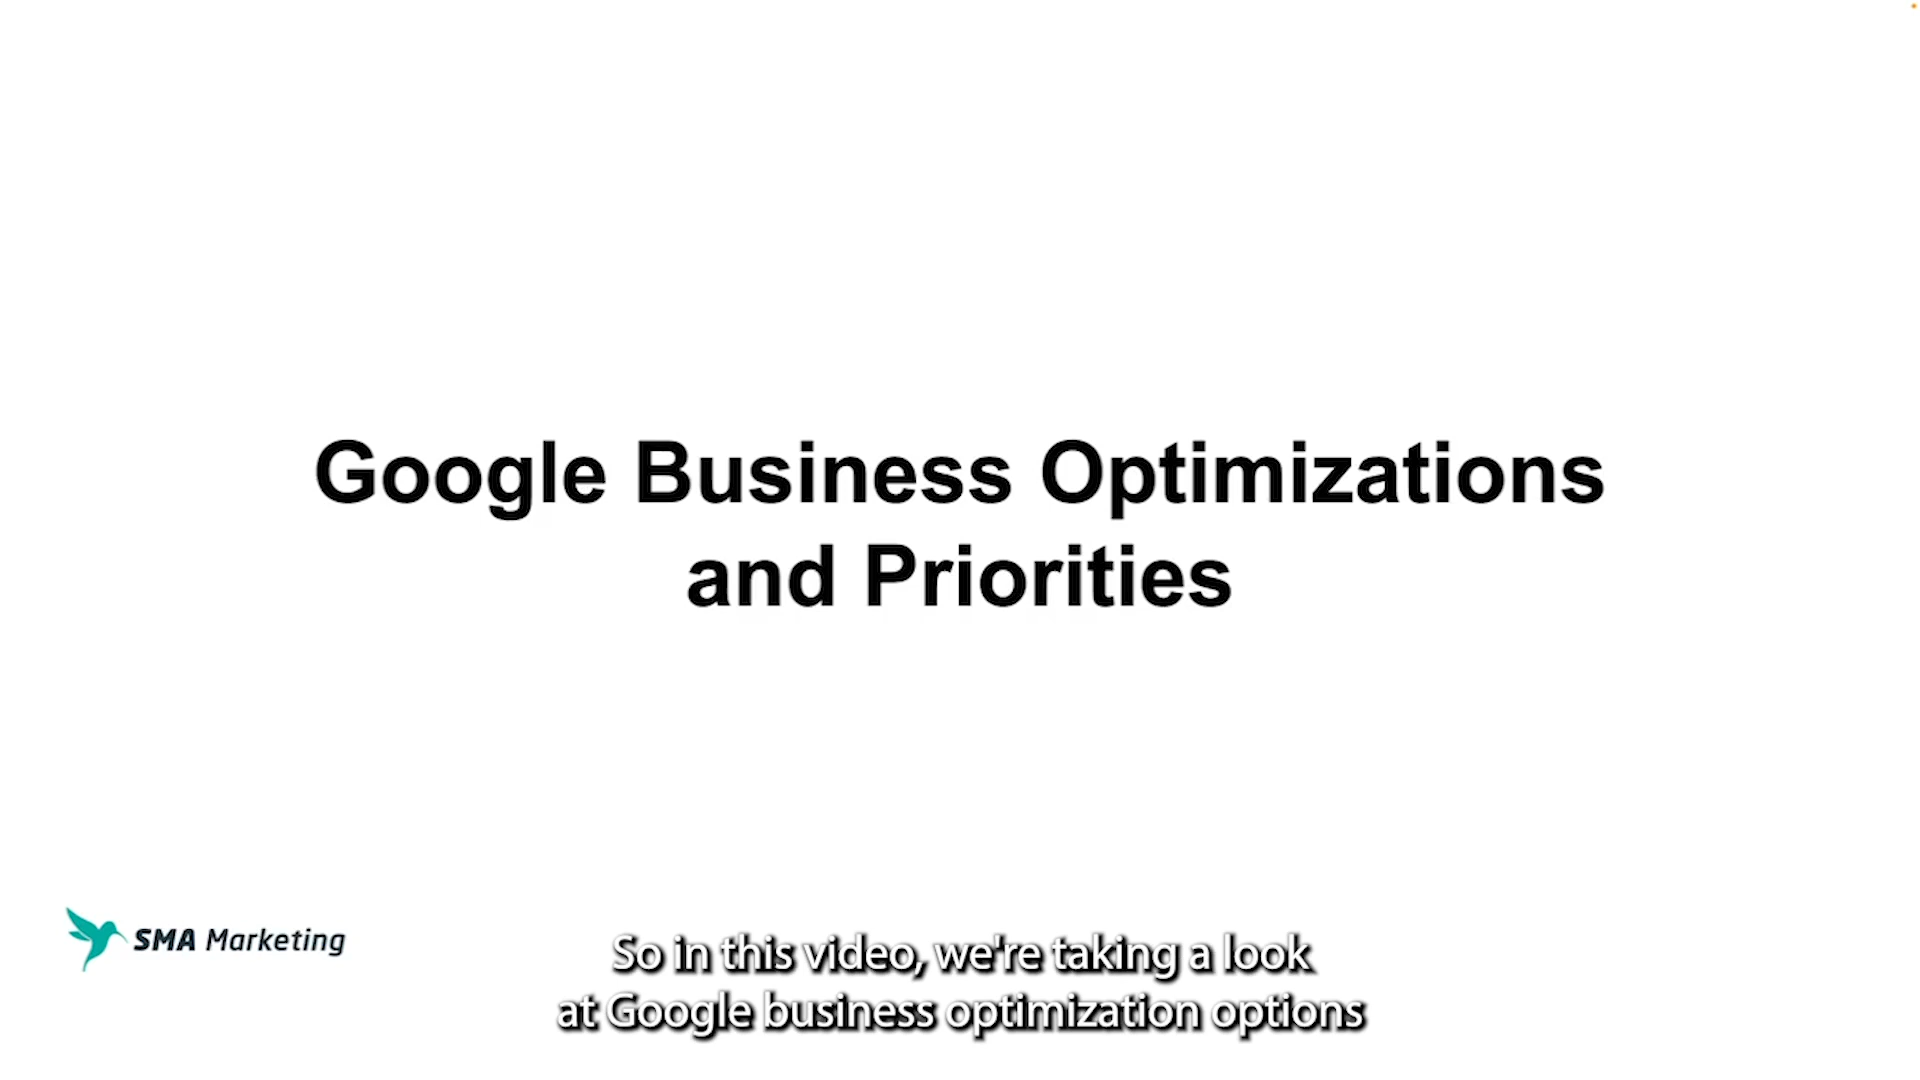 Google Business Optimizations
and Priorities
SMA Marketing
So in this video, we're taking a look
at Google business optimization options